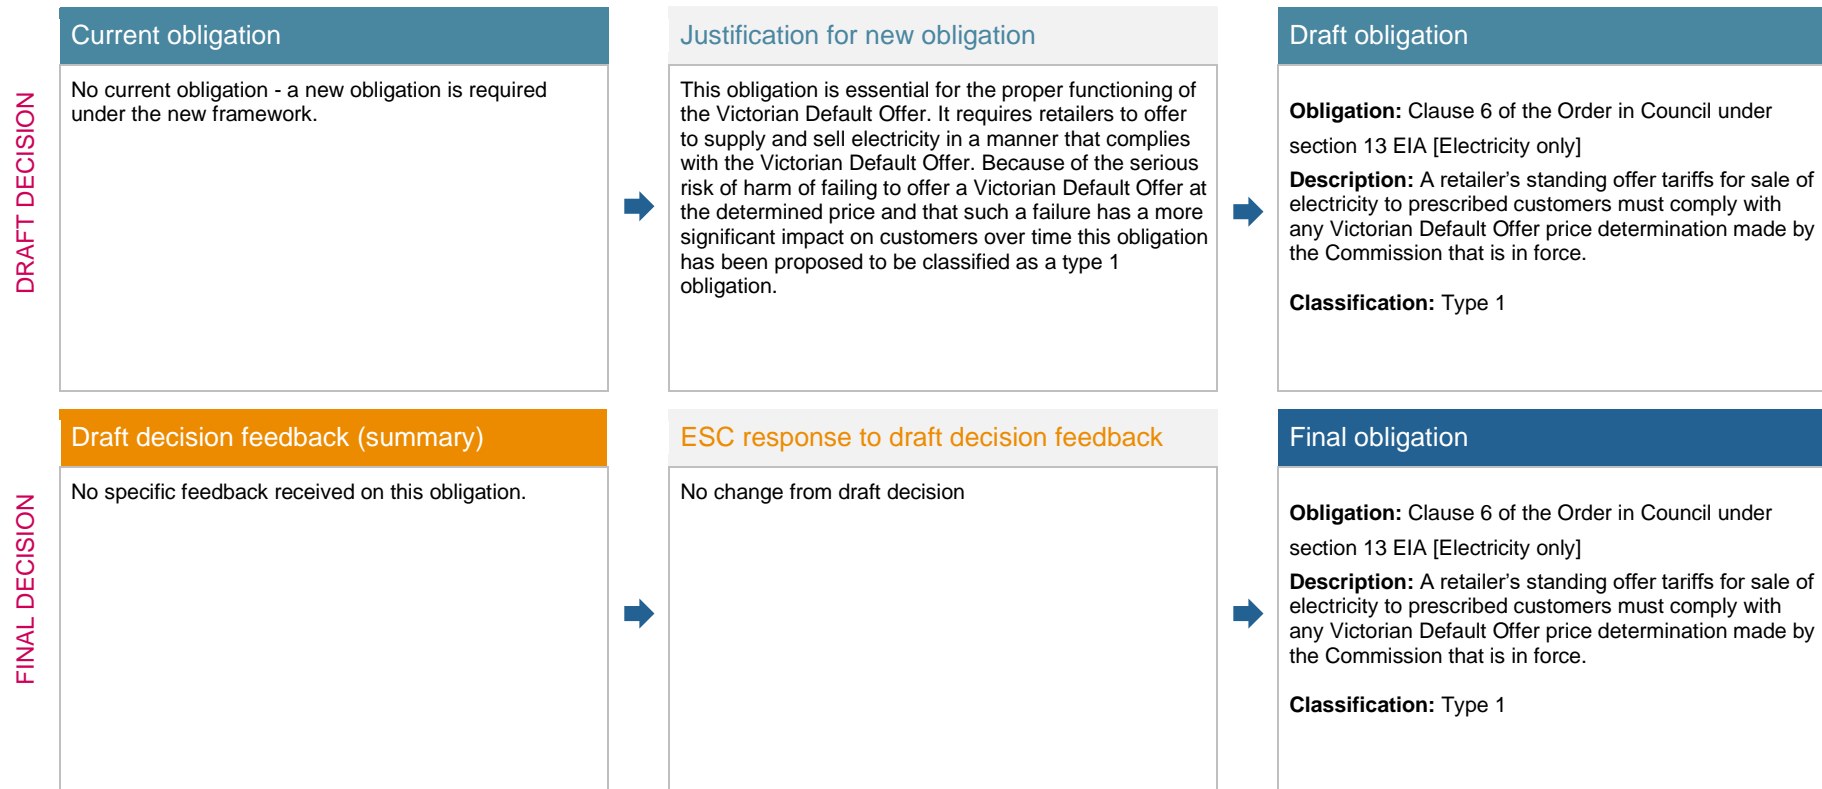 DRAFT DECISION
Current obligation
No current obligation - a new obligation is required
under the new framework.
Justification for new obligation
This obligation is essential for the proper functioning of
the Victorian Default Offer. It requires retailers to offer
to supply and sell electricity in a manner that complies
with the Victorian Default Offer. Because of the serious
risk of harm of failing to offer a Victorian Default Offer at
the determined price and that such a failure has a more
significant impact on customers over time this obligation
has been proposed to be classified as a type 1
obligation.
Draft obligation
Obligation: Clause 6 of the Order in Council under
section 13 EIA [Electricity only]
Description: A retailer’s standing offer tariffs for sale of
electricity to prescribed customers must comply with
any Victorian Default Offer price determination made by
the Commission that is in force.
Classification: Type 1
FINAL DECISION
Draft decision feedback (summary)
No specific feedback received on this obligation.
ESC response to draft decision feedback
No change from draft decision
Final obligation
Obligation: Clause 6 of the Order in Council under
section 13 EIA [Electricity only]
Description: A retailer’s standing offer tariffs for sale of
electricity to prescribed customers must comply with
any Victorian Default Offer price determination made by
the Commission that is in force.
Classification: Type 1